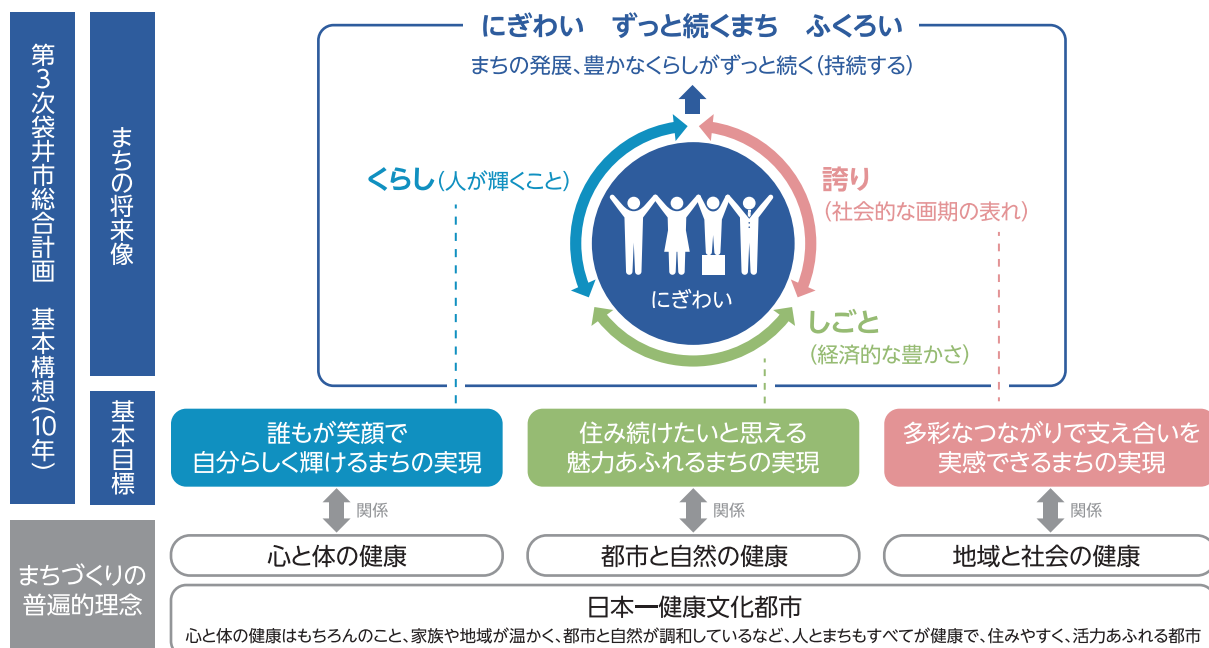 第3次袋井市総合計画 基本構想(10年)
まちの将来像
にぎわい ずっと続くまち ふくろい
まちの発展、豊かなくらしがずっと続く(持続する)
くらし(人が輝くこと)
誇り
(社会的な画期の表れ)
にぎわい
しごと
(経済的な豊かさ)
基本目標
誰もが笑顔で
自分らしく輝けるまちの実現
住み続けたいと思える
魅力あふれるまちの実現
多彩なつながりで支え合いを
実感できるまちの実現
関係
関係
関係
まちづくりの
普遍的理念
心と体の健康
都市と自然の健康
地域と社会の健康
日本一健康文化都市
心と体の健康はもちろんのこと、家族や地域が温かく、都市と自然が調和しているなど、人とまちもすべてが健康で、住みやすく、活力あふれる都市